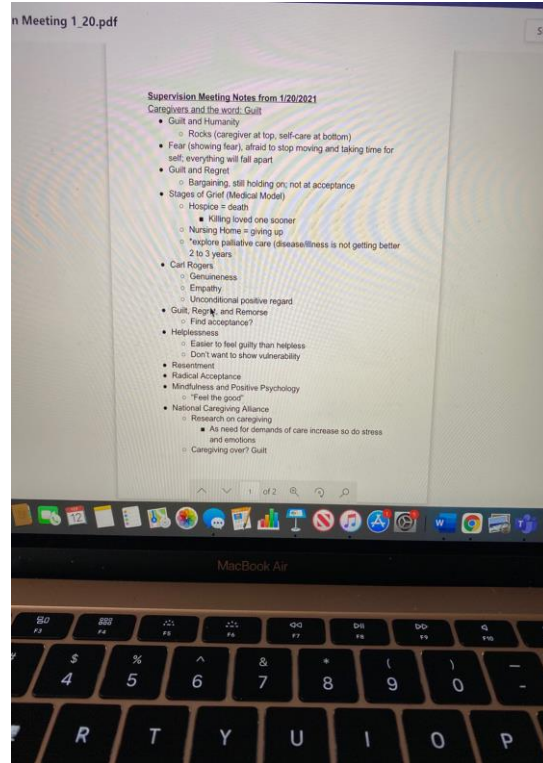 n Meeting 1_20.pdf
S
Supervision Meeting Notes from 1/20/2021
Caregivers and the word: Guilt
• Guilt and Humanity
○ Rocks (caregiver at top, self-care at bottom)
• Fear (showing fear), afraid to stop moving and taking time for
self; everything will fall apart
• Guilt and Regret
○ Bargaining, still holding on; not at acceptance
• Stages of Grief (Medical Model)
○ Hospice = death
■ Killing loved one sooner
○ Nursing Home = giving up
○ *explore palliative care (disease/illness is not getting better
2 to 3 years
• Carl Rogers
○ Genuineness
○ Empathy
○ Unconditional positive regard
• Guilt, Regret, and Remorse
○ Find acceptance?
• Helplessness
○ Easier to feel guilty than helpless
○ Don't want to show vulnerability
• Resentment
• Radical Acceptance
• Mindfulness and Positive Psychology
○ "Feel the good"
• National Caregiving Alliance
○ Research on caregiving
■ As need for demands of care increase so do stress
and emotions
○ Caregiving over? Guilt
1 of 2
12
W
MacBook Air
80 F3
F4
F5
F6
F7
F8
F9
F10
$ 4
% 5
^ 6
& 7
* 8
( 9
) 0
— -
R T Y U I O P